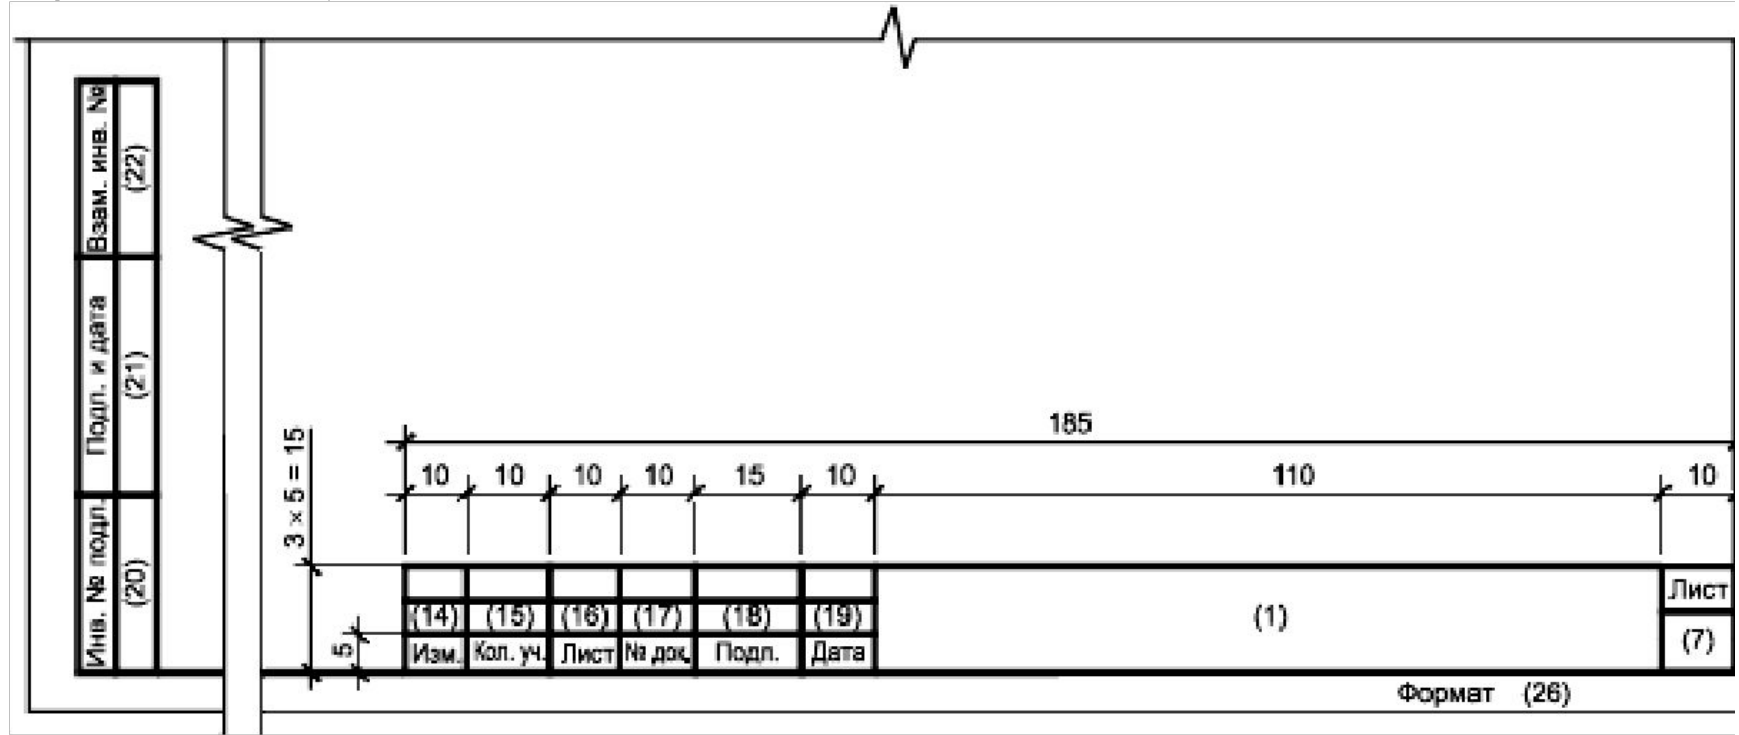 Взам. инв. №
(22)
Подп. и дата
(21)
Инв. № подл.
(20)
185
10 10 10 10 15 10 110 10
3 × 5 = 15
5
(14) (15) (16) (17) (18) (19)
Изм. Кол. уч. Лист № док. Подп. Дата
(1)
Лист
(7)
Формат (26)